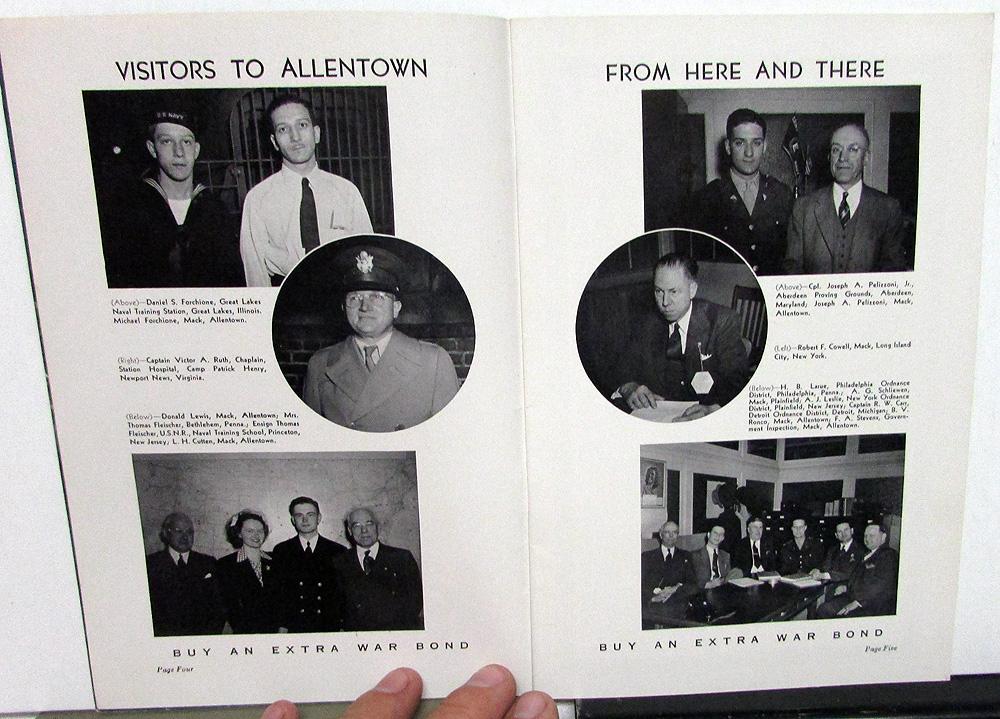 VISITORS TO ALLENTOWN
U.S. NAVY
(Above)—Daniel S. Forchione, Great Lakes
Naval Training Station, Great Lakes, Illinois.
Michael Forchione, Mack, Allentown.
(Right)—Captain Victor A. Ruth, Chaplain,
Station Hospital, Camp Patrick Henry,
Newport News, Virginia.
(Below)—Donald Lewis, Mack, Allentown; Mrs.
Thomas Fleischer, Bethlehem, Penna.; Ensign Thomas
Fleischer, U.S.N.R., Naval Training School, Princeton,
New Jersey; L. H. Cutten, Mack, Allentown.
BUY AN EXTRA WAR BOND
Page Four
FROM HERE AND THERE
(Above)—Cpl. Joseph A. Pelizzoni, Jr.,
Aberdeen Proving Grounds, Aberdeen,
Maryland; Joseph A. Pelizzoni, Mack,
Allentown.
(Left)—Robert F. Cowell, Mack, Long Island
City, New York.
(Below)—H. B. Larue, Philadelphia Ordnance
District, Philadelphia, Penna.; A. G. Schliewen,
Mack, Plainfield; A. J. Leslie, New York Ordnance
District, Plainfield, New Jersey; Captain R. W. Carr,
Detroit Ordnance District, Detroit, Michigan; B. V.
Ronco, Mack, Allentown; F. A. Stevens, Govern-
ment Inspection, Mack, Allentown.
BUY AN EXTRA WAR BOND
Page Five